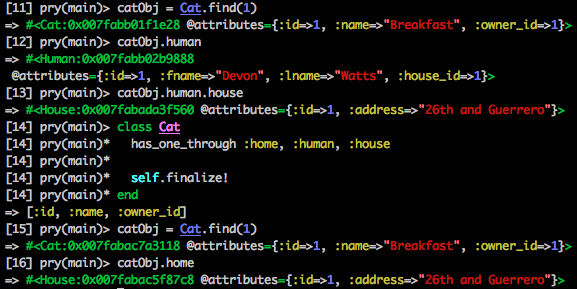 [11] pry(main)> catObj = Cat.find(1)
=> #<Cat:0x007fabb01f1e28 @attributes={:id=>1, :name=>"Breakfast", :owner_id=>1}>
[12] pry(main)> catObj.human
=> #<Human:0x007fabb02b9888
 @attributes={:id=>1, :fname=>"Devon", :lname=>"Watts", :house_id=>1}>
[13] pry(main)> catObj.human.house
=> #<House:0x007fabada3f560 @attributes={:id=>1, :address=>"26th and Guerrero"}>
[14] pry(main)> class Cat
[14] pry(main)*   has_one_through :home, :human, :house
[14] pry(main)*
[14] pry(main)*   self.finalize!
[14] pry(main)* end
=> [:id, :name, :owner_id]
[15] pry(main)> catObj = Cat.find(1)
=> #<Cat:0x007fabac7a3118 @attributes={:id=>1, :name=>"Breakfast", :owner_id=>1}>
[16] pry(main)> catObj.home
=> #<House:0x007fabac5f87c8 @attributes={:id=>1, :address=>"26th and Guerrero"}>